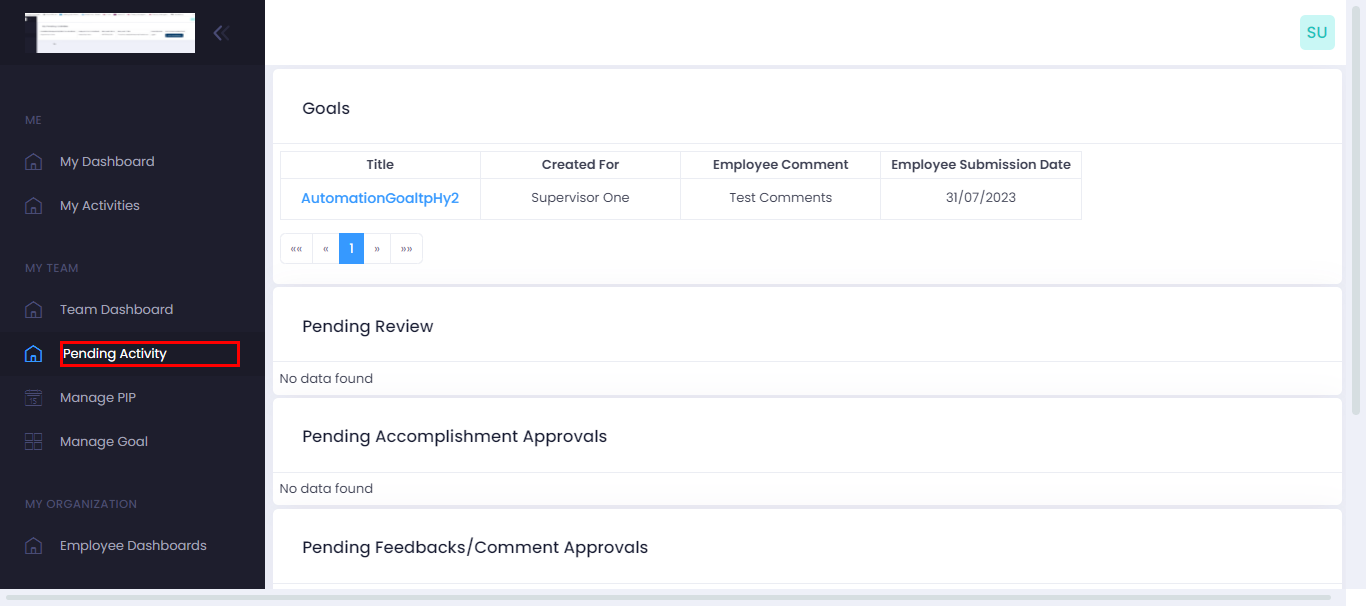 SU
ME
My Dashboard
My Activities
MY TEAM
Team Dashboard
Pending Activity
15
Manage PIP
Manage Goal
MY ORGANIZATION
Employee Dashboards
Goals
Title Created For Employee Comment Employee Submission Date
AutomationGoaltpHy2 Supervisor One Test Comments 31/07/2023
«« « 1 » »»
Pending Review
No data found
Pending Accomplishment Approvals
No data found
Pending Feedbacks/Comment Approvals